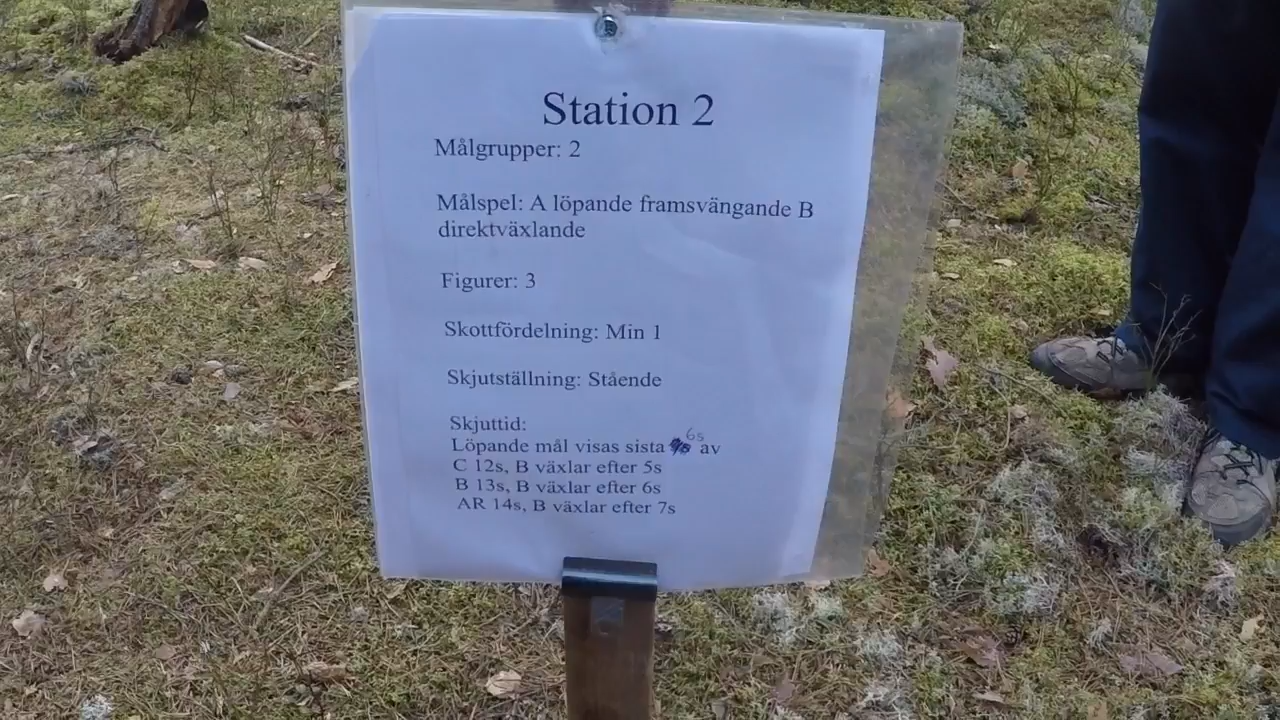 Station 2
Målgrupper: 2
Målspel: A löpande framsvängande B
direktväxlande
Figurer: 3
Skottfördelning: Min 1
Skjutställning: Stående
Skjuttid:
Löpande mål visas sista 6s av
C 12s, B växlar efter 5s
B 13s, B växlar efter 6s
AR 14s, B växlar efter 7s